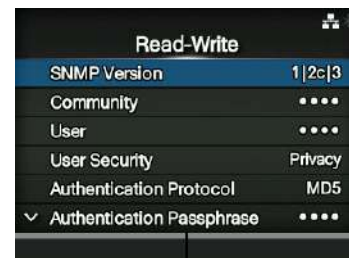 Read-Write
SNMP Version 1|2c|3
Community ••••
User ••••
User Security Privacy
Authentication Protocol MD5
Authentication Passphrase ••••